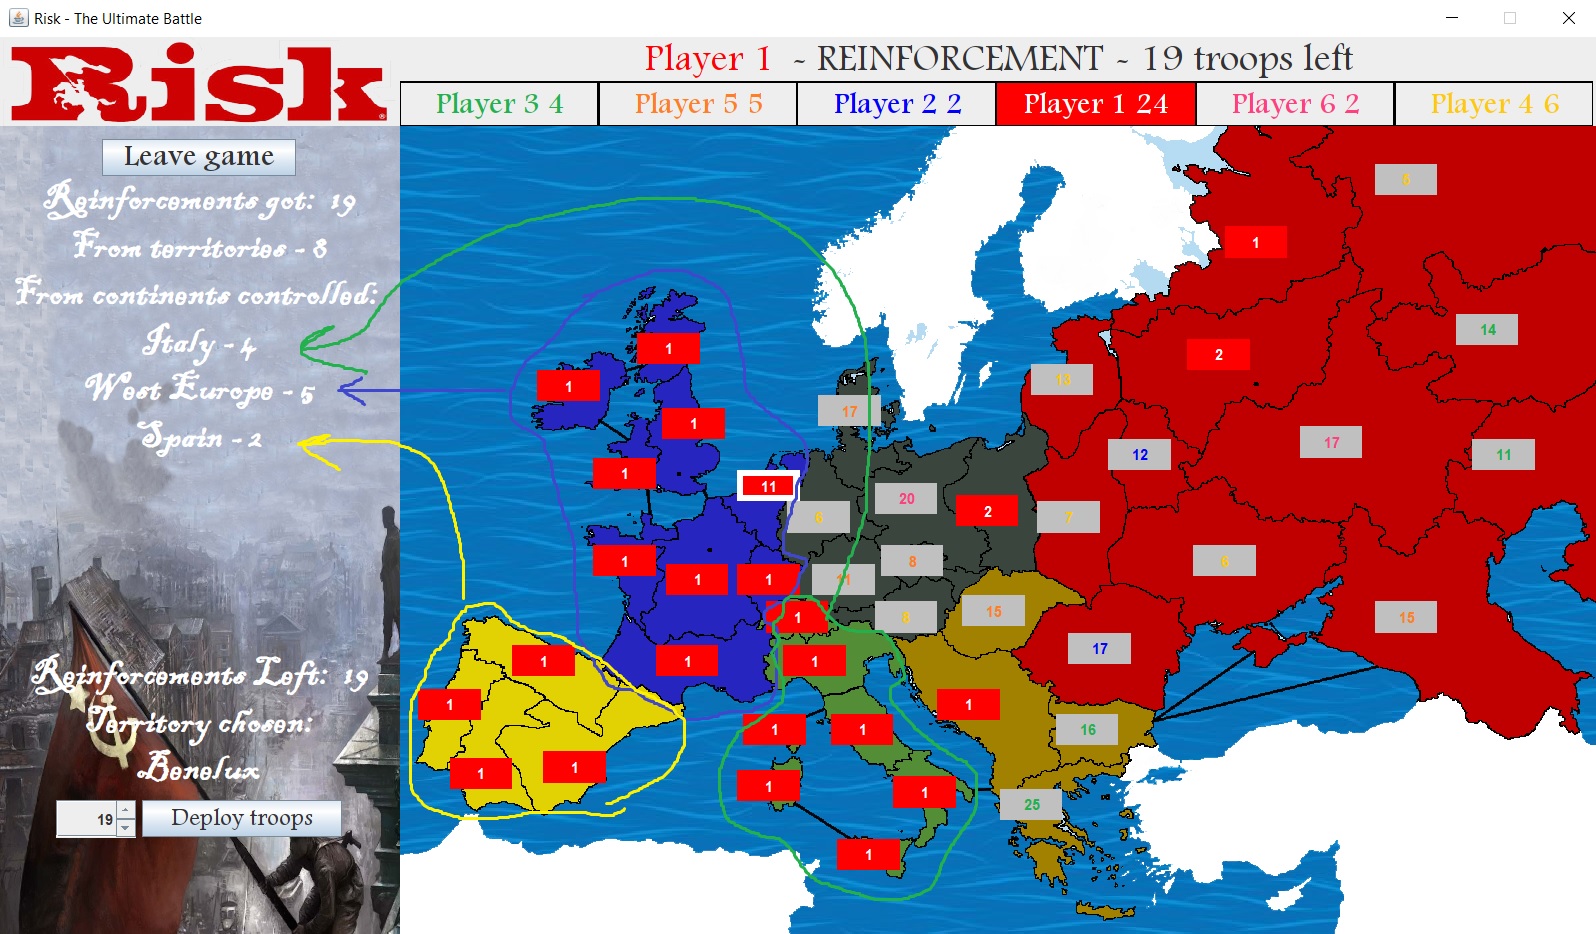 Risk - The Ultimate Battle
Risk
Player 1 - REINFORCEMENT - 19 troops left
Player 3 4
Player 5 5
Player 2 2
Player 1 24
Player 6 2
Player 4 6
Leave game
Reinforcements got: 19
From territories - 8
From continents controlled:
Italy - 4
West Europe - 5
Spain - 2
Reinforcements Left: 19
Territory chosen:
Benelux
19
Deploy troops
6
1
14
1
2
1
13
17
1
17
12
11
1
11
20
2
6
7
1
8
6
1
1
11
15
1
8
15
17
1
1
1
1
1
1
1
16
1
1
1
1
25
1